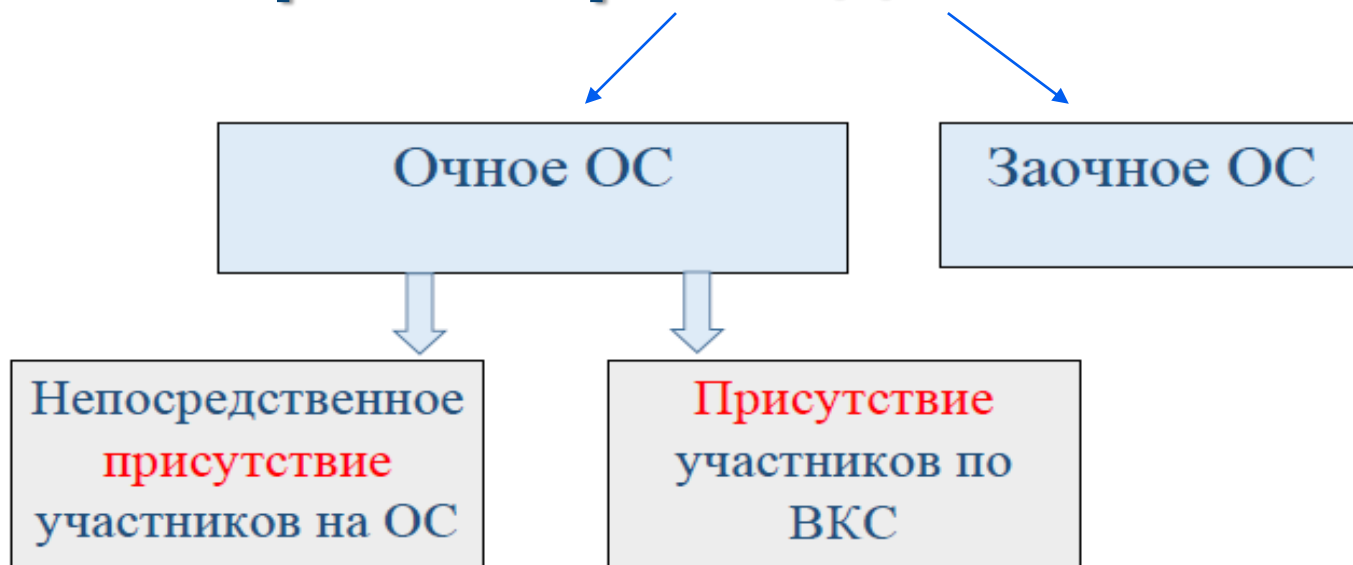 Очное ОС
Заочное ОС
Непосредственное
присутствие
участников на ОС
Присутствие
участников по
ВКС